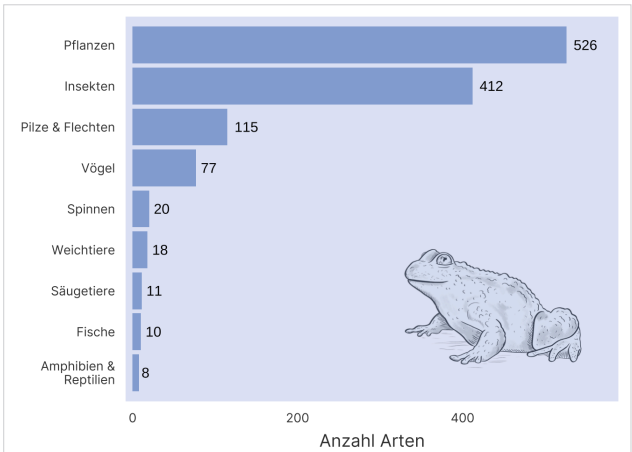 Pflanzen 526
Insekten 412
Pilze & Flechten 115
Vögel 77
Spinnen 20
Weichtiere 18
Säugetiere 11
Fische 10
Amphibien &
Reptilien 8
0 200 400
Anzahl Arten